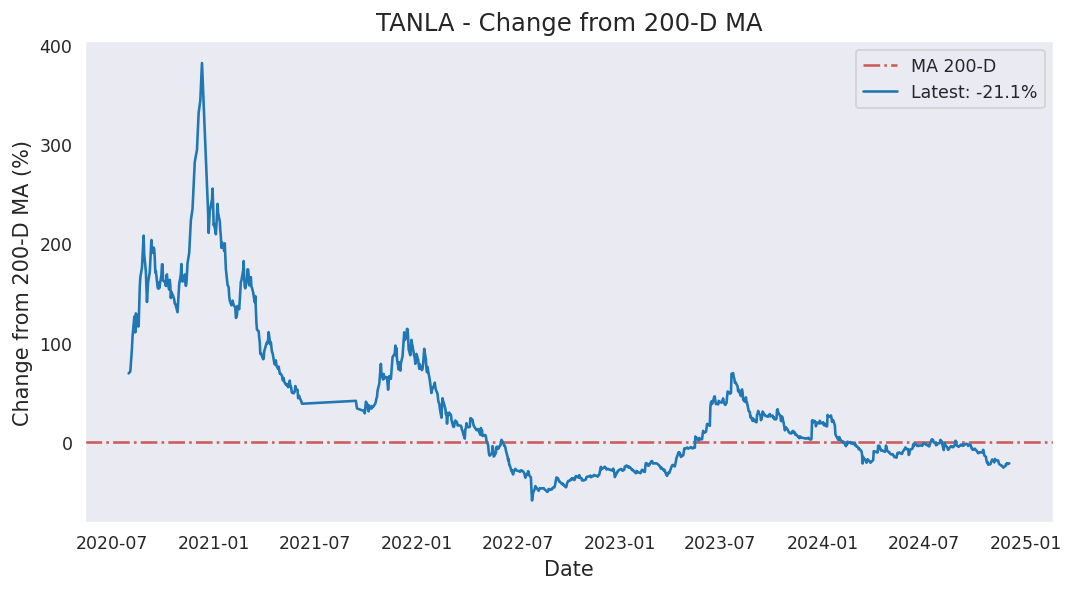 TANLA - Change from 200-D MA
MA 200-D
Latest: -21.1%
Change from 200-D MA (%)
400
300
200
100
0
2020-07 2021-01 2021-07 2022-01 2022-07 2023-01 2023-07 2024-01 2024-07 2025-01
Date